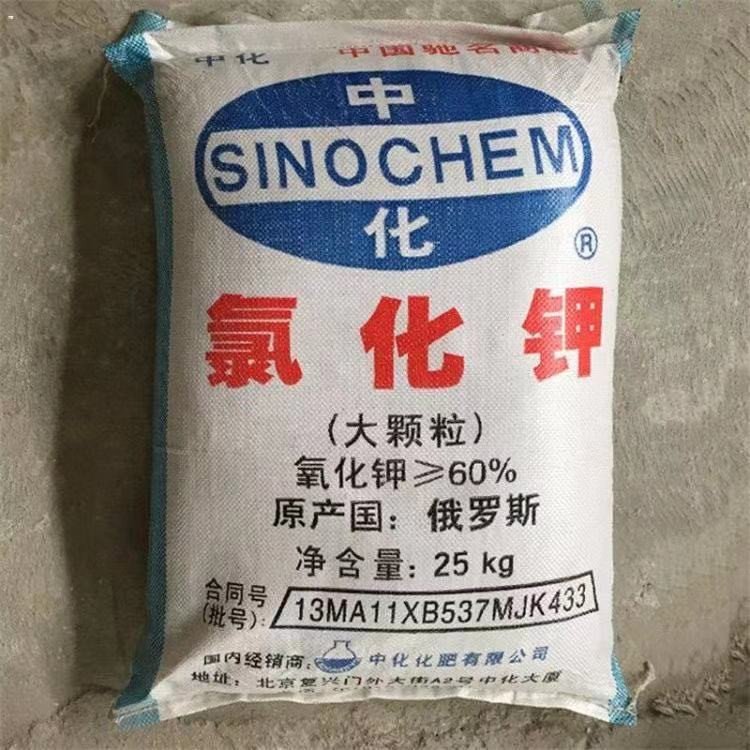 中化 中国驰名商标
中
SINOCHEM
化
®
氯化钾
(大颗粒)
氧化钾≥60%
原产国：俄罗斯
净含量：25 kg
合同号
(批号)：13MA11XB537MJK433
国内经销商：中化化肥有限公司
地址：北京复兴门外大街A2号中化大厦